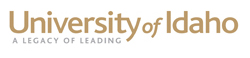 University of Idaho
A LEGACY OF LEADING